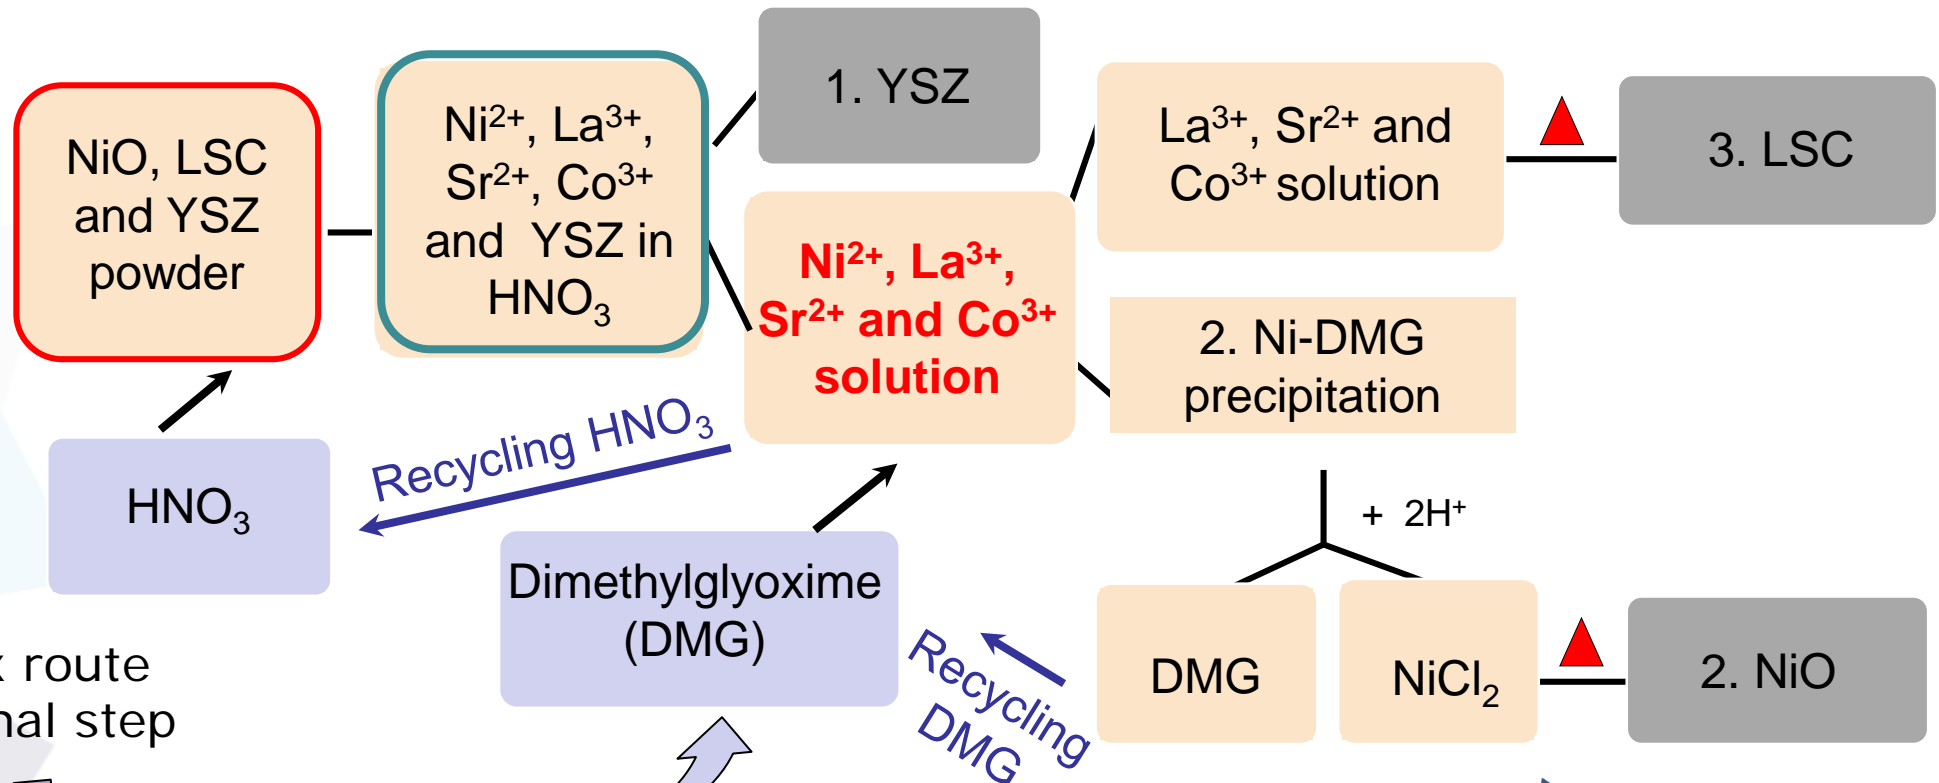 NiO, LSC
and YSZ
powder
Ni²⁺, La³⁺,
Sr²⁺, Co³⁺
and YSZ in
HNO₃
1. YSZ
Ni²⁺, La³⁺,
Sr²⁺ and Co³⁺
solution
La³⁺, Sr²⁺ and
Co³⁺ solution
3. LSC
2. Ni-DMG
precipitation
+ 2H⁺
HNO₃
Recycling HNO₃
Dimethylglyoxime
(DMG)
Recycling
DMG
DMG
NiCl₂
2. NiO
route
step